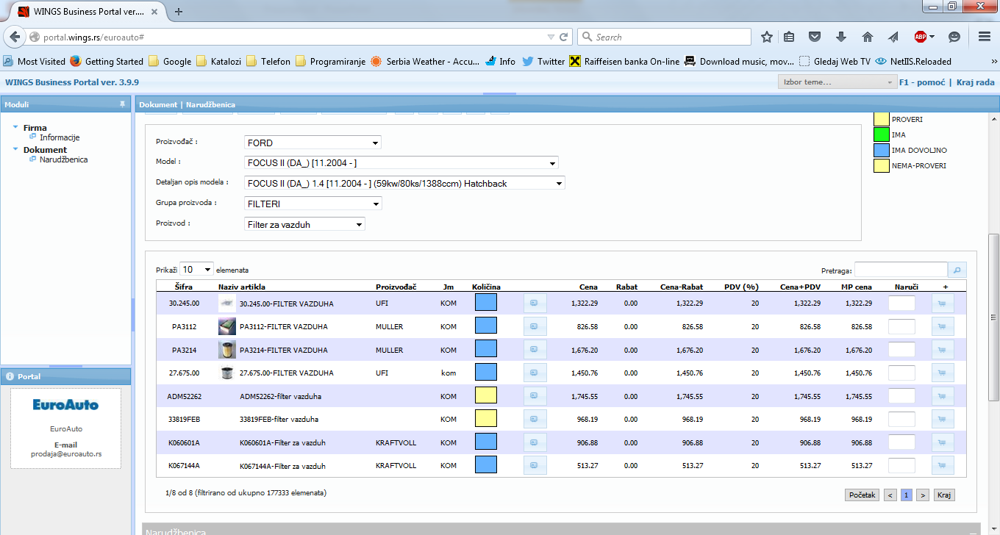 WINGS Business Portal ver....
portal.wings.rs/euroauto#
Search
ABP
Most Visited Getting Started Google Katalozi Telefon Programiranje Serbia Weather - Accu... Info Twitter Raiffeisen banka On-line Download music, mov... Gledaj Web TV NetIIS.Reloaded »
WINGS Business Portal ver. 3.9.9
Izbor teme...
F1 - pomoć | Kraj rada
Moduli
Dokument | Narudžbenica
Firma
Informacije
Dokument
Narudžbenica
PROVERI
IMA
IMA DOVOLJNO
NEMA-PROVERI
Proizvođač : FORD
Model : FOCUS II (DA_) [11.2004 - ]
Detaljan opis modela : FOCUS II (DA_) 1.4 [11.2004 - ] (59kw/80ks/1388ccm) Hatchback
Grupa proizvoda : FILTERI
Proizvod : Filter za vazduh
Prikaži 10 elemenata
Pretraga:
Šifra Naziv artikla Proizvođač Jm Količina Cena Rabat Cena-Rabat PDV (%) Cena+PDV MP cena Naruči +
30.245.00 30.245.00-FILTER VAZDUHA UFI KOM 1,322.29 0.00 1,322.29 20 1,322.29 1,322.29
PA3112 PA3112-FILTER VAZDUHA MULLER KOM 826.58 0.00 826.58 20 826.58 826.58
PA3214 PA3214-FILTER VAZDUHA MULLER KOM 1,676.20 0.00 1,676.20 20 1,676.20 1,676.20
27.675.00 27.675.00-FILTER VAZDUHA UFI kom 1,450.76 0.00 1,450.76 20 1,450.76 1,450.76
ADM52262 ADM52262-filter vazduha KOM 1,745.55 0.00 1,745.55 20 1,745.55 1,745.55
33819FEB 33819FEB-filter vazduha KOM 968.19 0.00 968.19 20 968.19 968.19
K060601A K060601A-Filter za vazduh KRAFTVOLL KOM 906.88 0.00 906.88 20 906.88 906.88
K067144A K067144A-Filter za vazduh KRAFTVOLL KOM 513.27 0.00 513.27 20 513.27 513.27
1/8 od 8 (filtrirano od ukupno 177333 elemenata)
Početak < 1 > Kraj
Portal
EuroAuto
EuroAuto
E-mail
prodaja@euroauto.rs
Narudžbenica